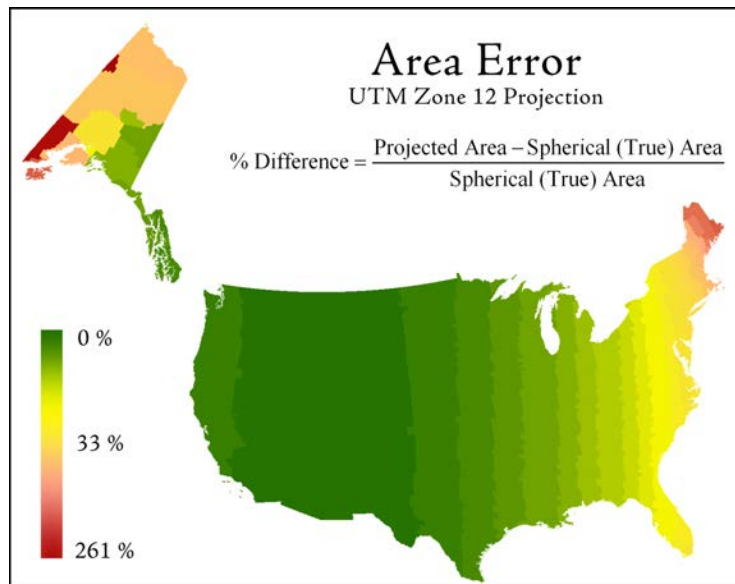 Area Error
UTM Zone 12 Projection
% Difference = Projected Area − Spherical (True) Area
Spherical (True) Area
0 %
33 %
261 %